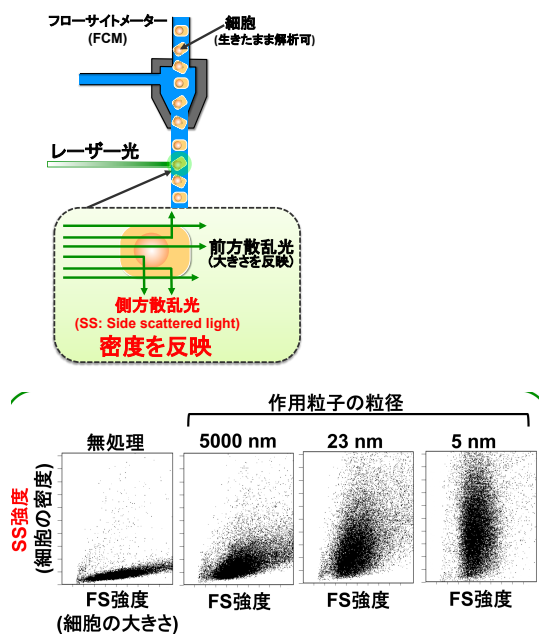 フローサイトメーター
(FCM)
細胞
(生きたまま解析可)
レーザー光
前方散乱光
(大きさを反映)
側方散乱光
(SS: Side scattered light)
密度を反映
作用粒子の粒径
無処理
5000 nm
23 nm
5 nm
SS強度
(細胞の密度)
FS強度
FS強度
FS強度
FS強度
(細胞の大きさ)